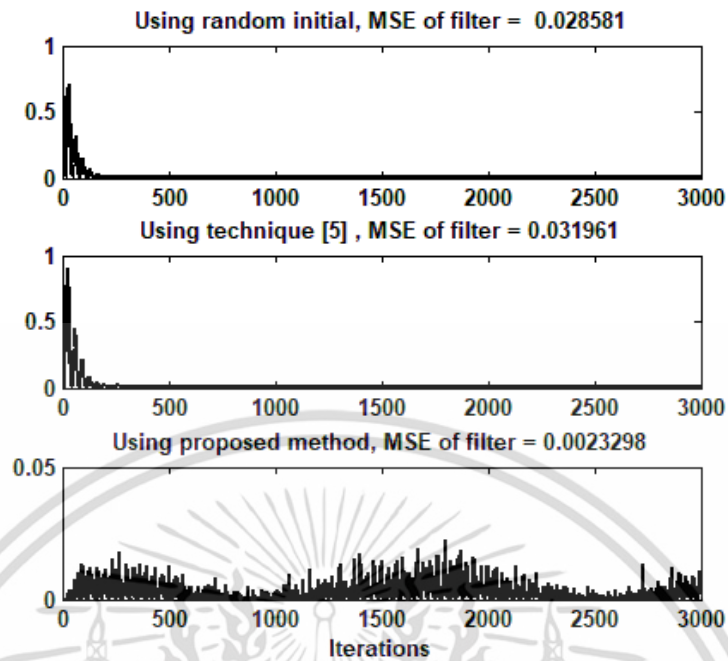 Using random initial, MSE of filter = 0.028581
1
0.5
0
0 500 1000 1500 2000 2500 3000
Using technique [5] , MSE of filter = 0.031961
1
0.5
0
0 500 1000 1500 2000 2500 3000
Using proposed method, MSE of filter = 0.0023298
0.05
0
0 500 1000 1500 2000 2500 3000
Iterations